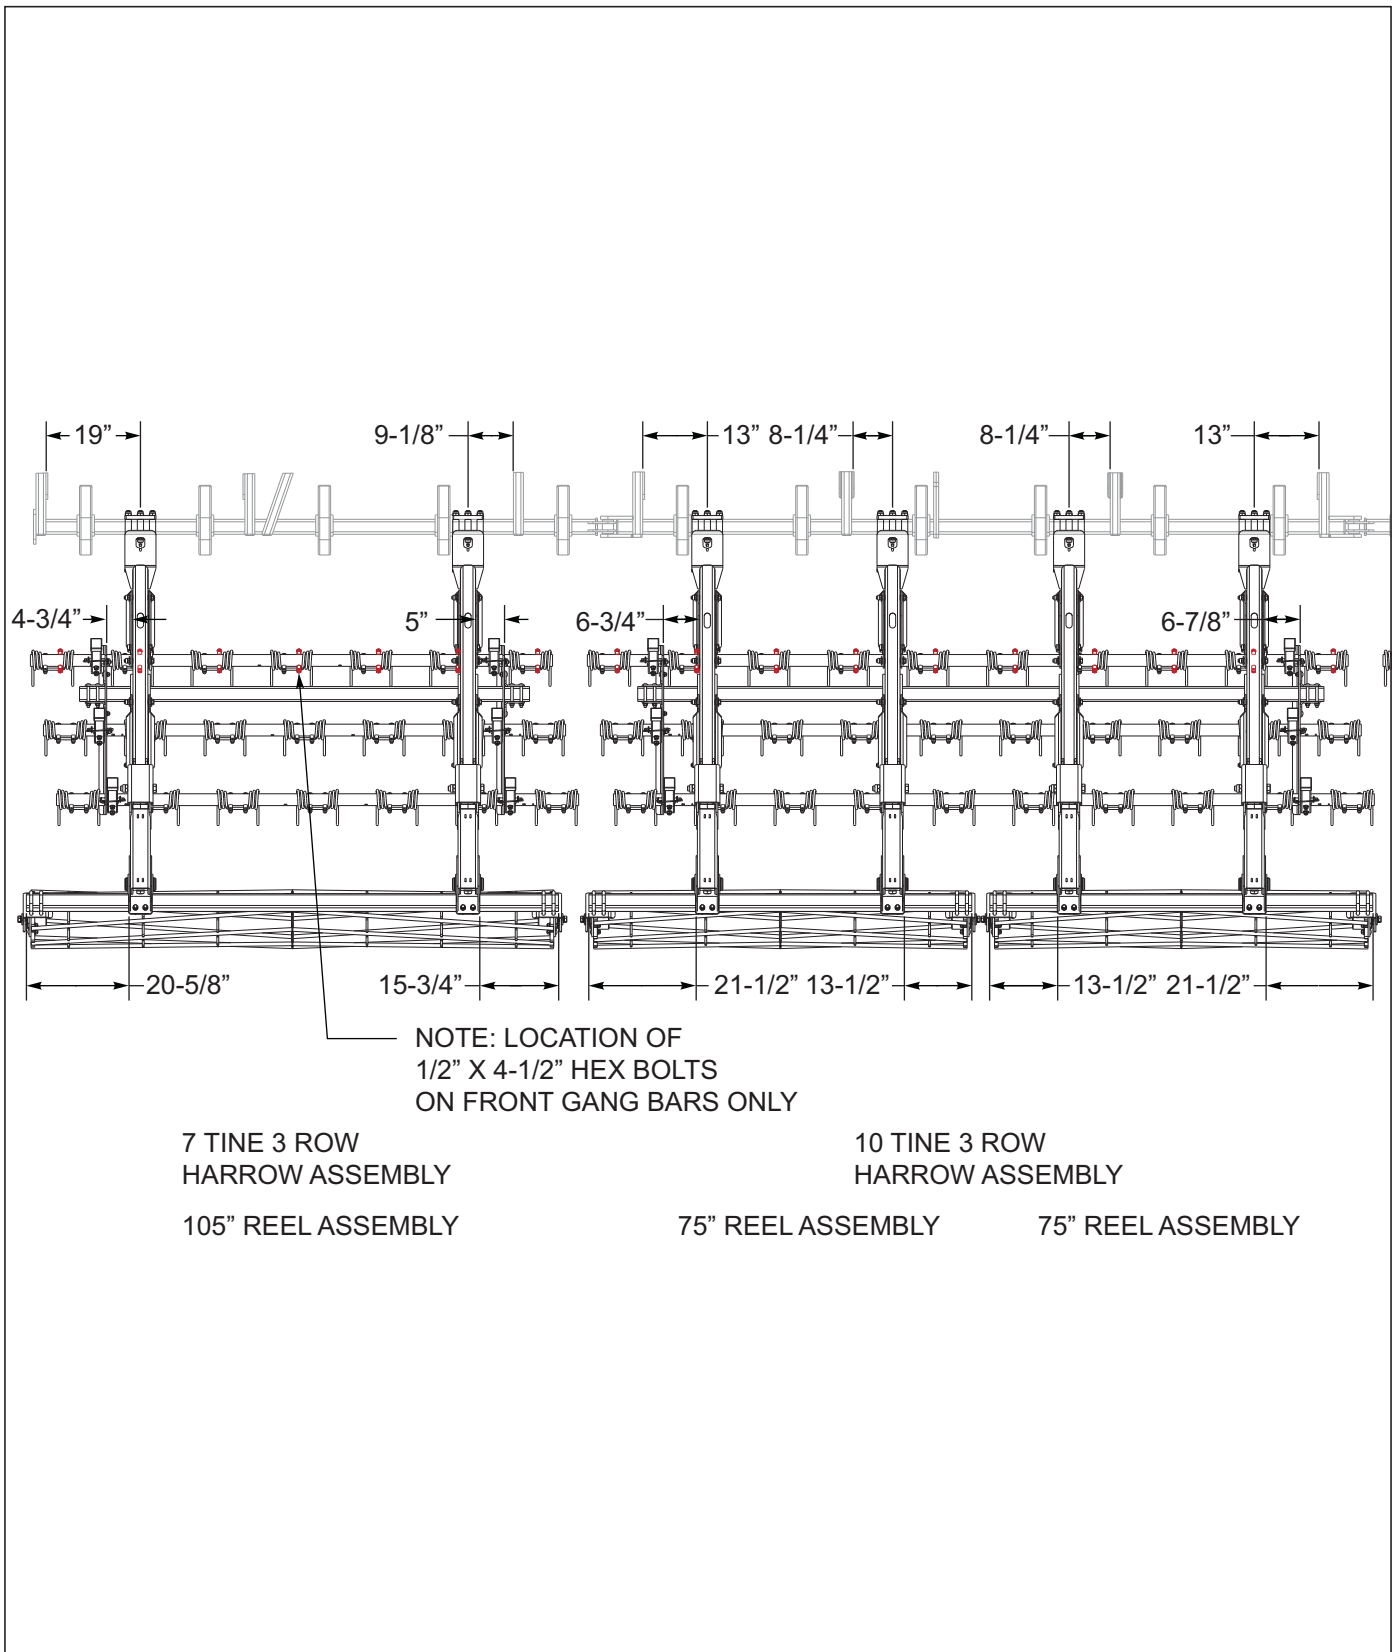 19”
9-1/8”
13” 8-1/4”
8-1/4”
13”
4-3/4”
5”
6-3/4”
6-7/8”
20-5/8”
15-3/4”
21-1/2” 13-1/2”
13-1/2” 21-1/2”
NOTE: LOCATION OF
1/2” X 4-1/2” HEX BOLTS
ON FRONT GANG BARS ONLY
7 TINE 3 ROW
HARROW ASSEMBLY
10 TINE 3 ROW
HARROW ASSEMBLY
105” REEL ASSEMBLY
75” REEL ASSEMBLY
75” REEL ASSEMBLY